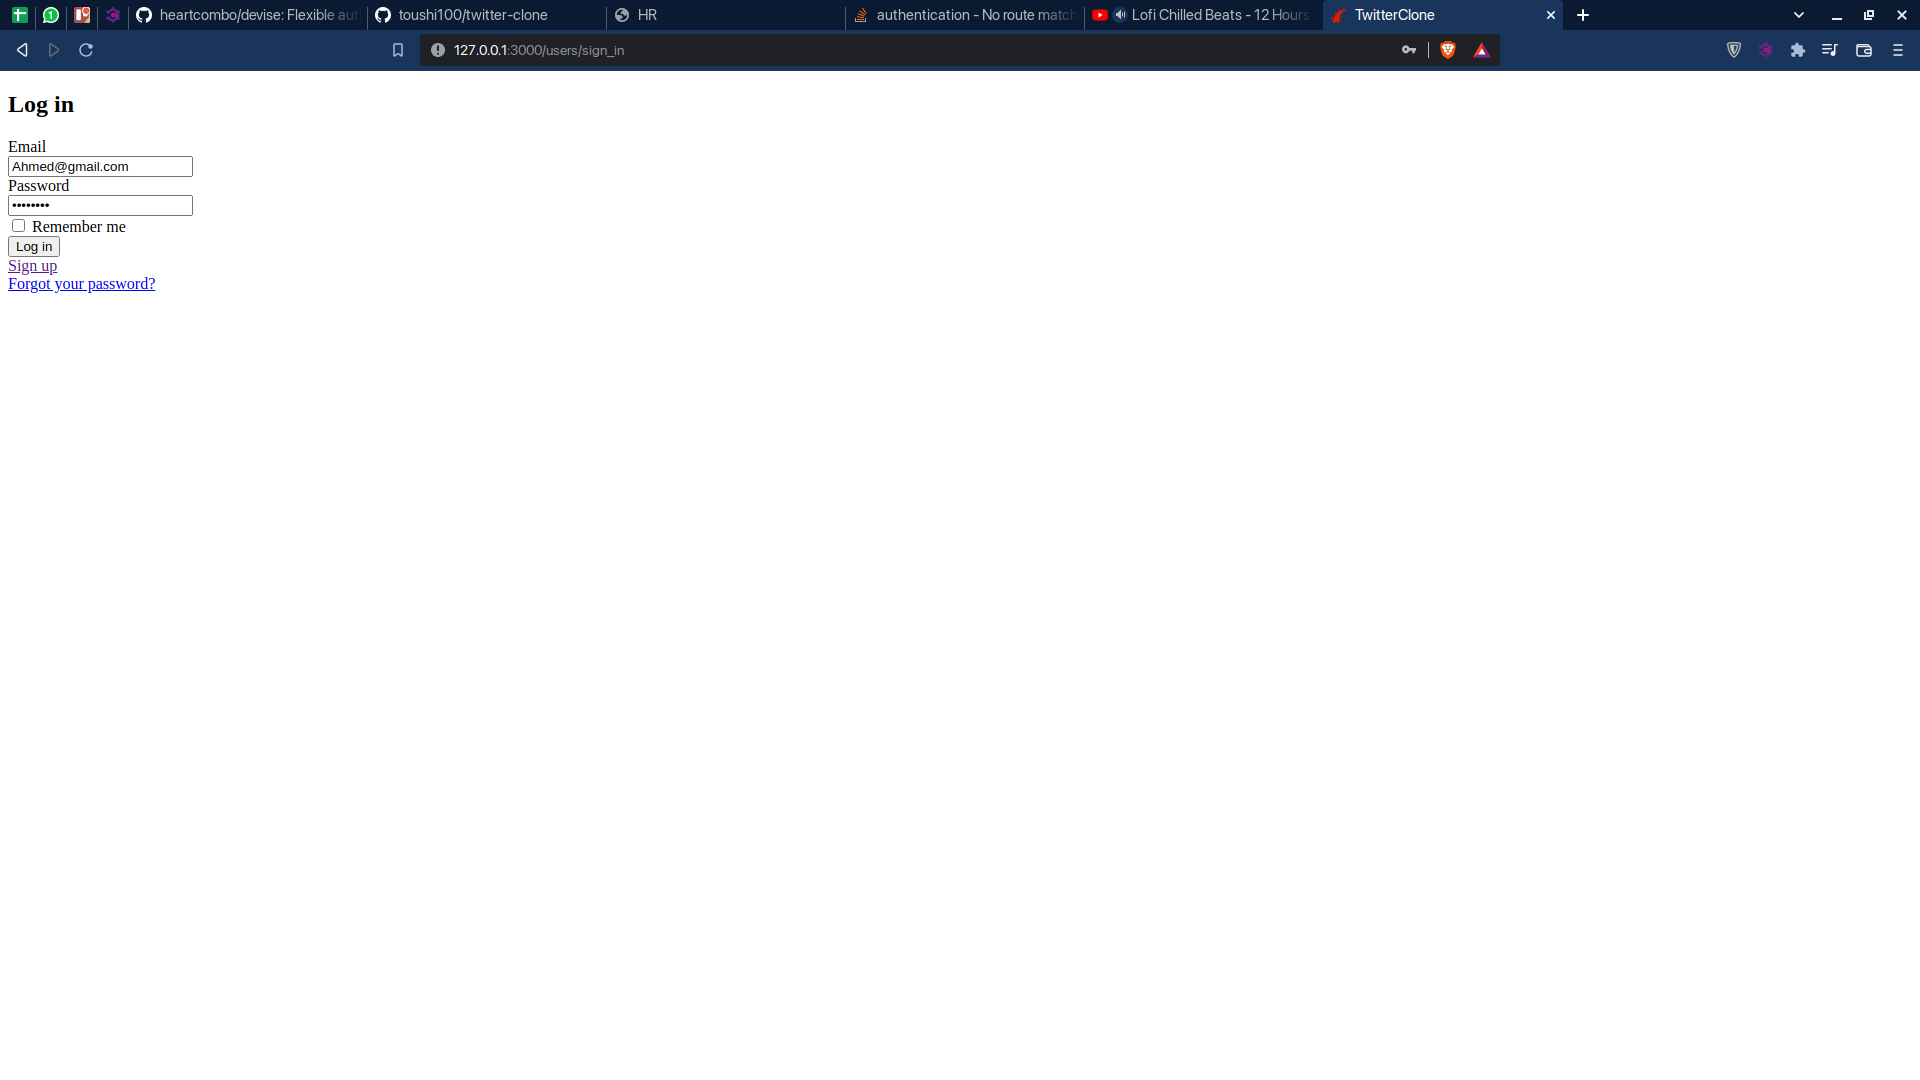 heartcombo/devise: Flexible aut
toushi100/twitter-clone
HR
authentication - No route match
Lofi Chilled Beats - 12 Hours
TwitterClone
127.0.0.1:3000/users/sign_in
Log in
Email
Ahmed@gmail.com
Password
••••••••
Remember me
Log in
Sign up
Forgot your password?